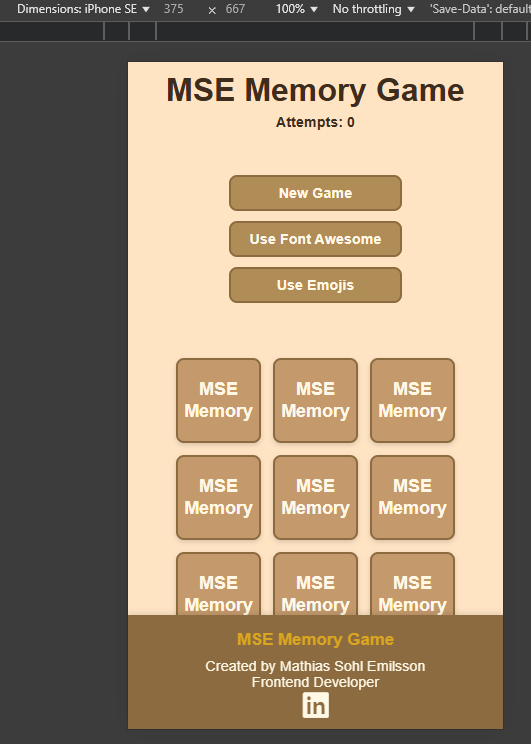 Dimensions: iPhone SE 375 × 667 100% No throttling 'Save-Data': default
MSE Memory Game
Attempts: 0
New Game
Use Font Awesome
Use Emojis
MSE MSE MSE
Memory Memory Memory
MSE MSE MSE
Memory Memory Memory
MSE MSE MSE
Memory Memory Memory
MSE Memory Game
Created by Mathias Sohl Emilsson
Frontend Developer
in